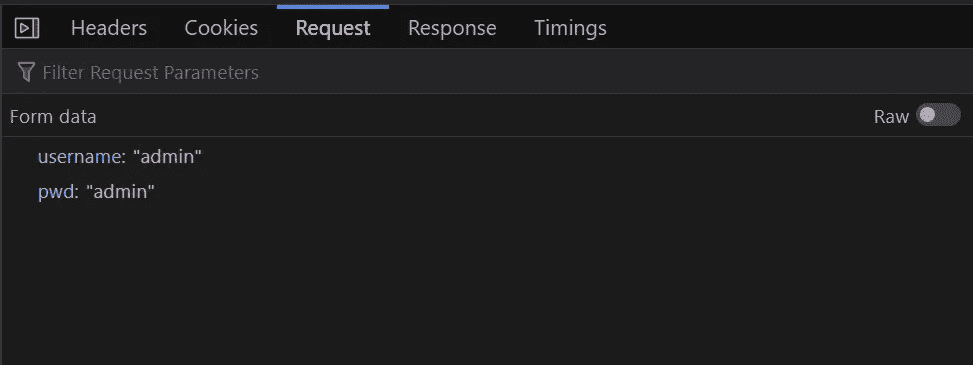 Headers Cookies Request Response Timings
Filter Request Parameters
Form data Raw
username: "admin"
pwd: "admin"